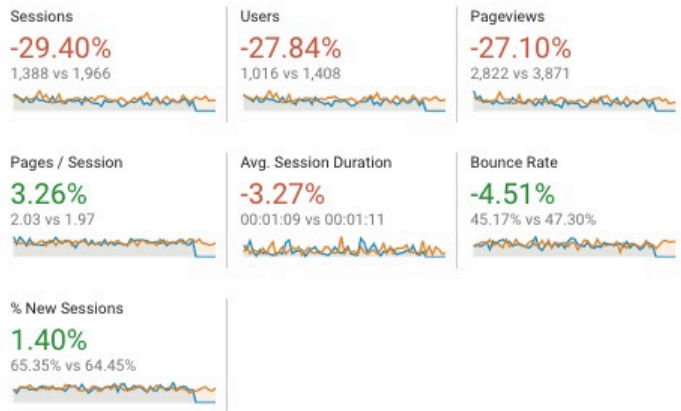 Sessions
-29.40%
1,388 vs 1,966
Users
-27.84%
1,016 vs 1,408
Pageviews
-27.10%
2,822 vs 3,871
Pages / Session
3.26%
2.03 vs 1.97
Avg. Session Duration
-3.27%
00:01:09 vs 00:01:11
Bounce Rate
-4.51%
45.17% vs 47.30%
% New Sessions
1.40%
65.35% vs 64.45%